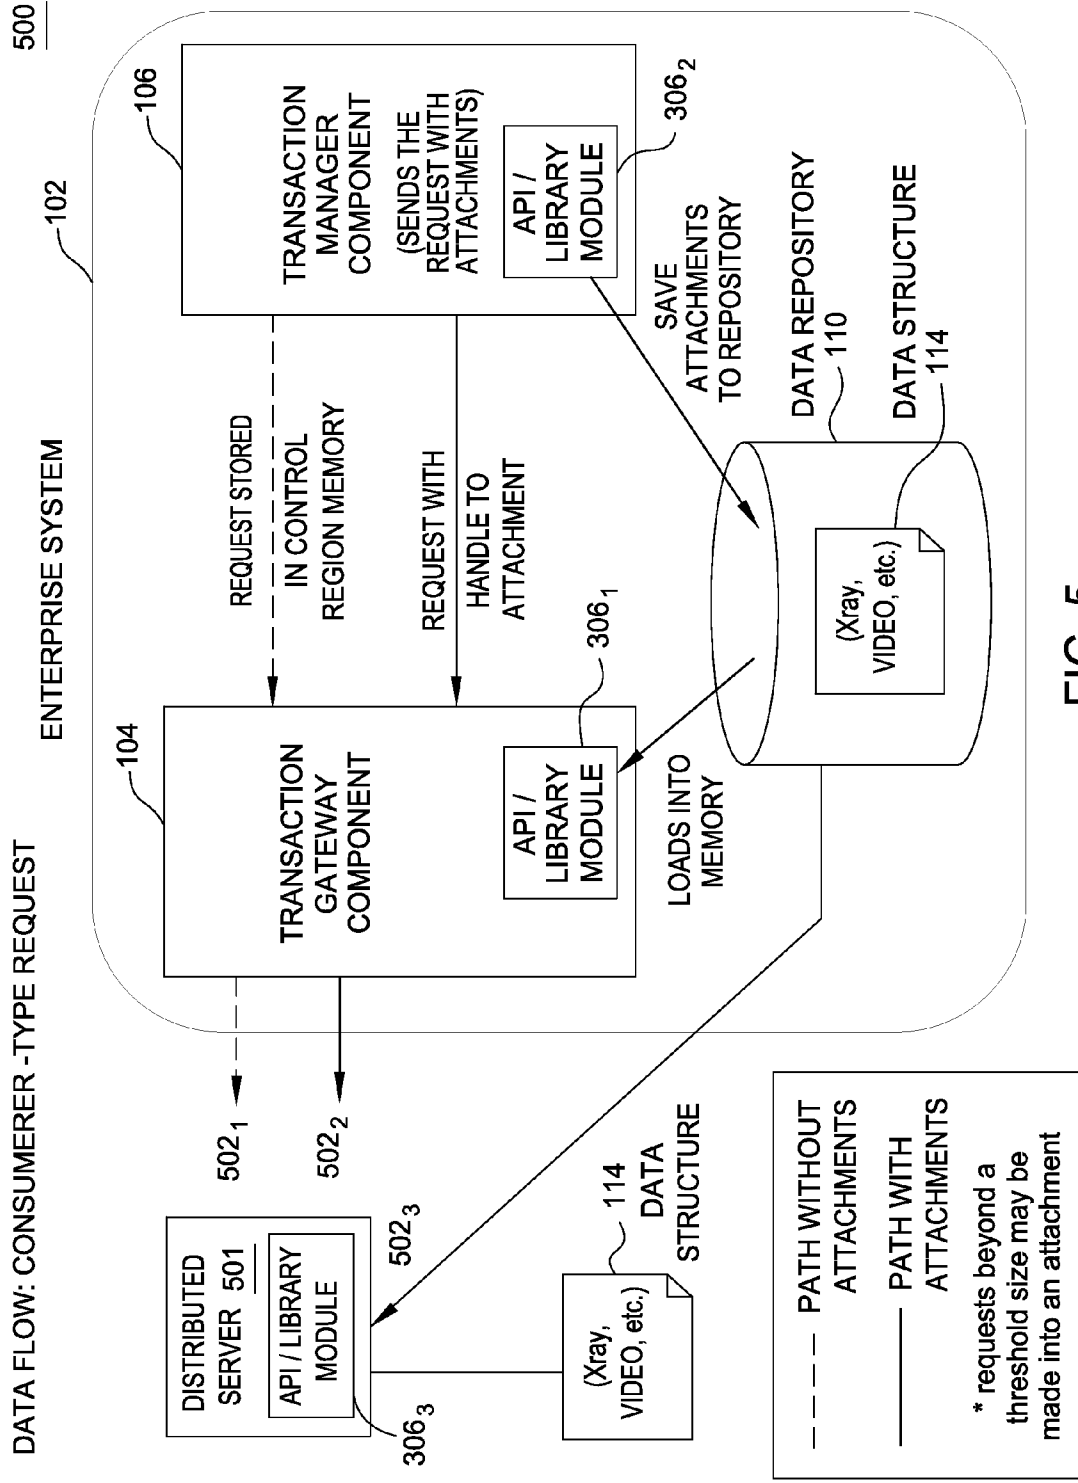 500
DATA FLOW: CONSUMERER -TYPE REQUEST
ENTERPRISE SYSTEM
102
104
TRANSACTION
GATEWAY
COMPONENT
API /
LIBRARY
MODULE
306₁
106
TRANSACTION
MANAGER
COMPONENT
(SENDS THE
REQUEST WITH
ATTACHMENTS)
API /
LIBRARY
MODULE
306₂
REQUEST STORED
IN CONTROL
REGION MEMORY
REQUEST WITH
HANDLE TO
ATTACHMENT
502₁
502₂
DISTRIBUTED
SERVER 501
API / LIBRARY
MODULE
306₃
502₃
114
DATA
STRUCTURE
(Xray,
VIDEO, etc.)
LOADS INTO
MEMORY
SAVE
ATTACHMENTS
TO REPOSITORY
DATA REPOSITORY
110
DATA STRUCTURE
114
(Xray,
VIDEO, etc.)
PATH WITHOUT
ATTACHMENTS
PATH WITH
ATTACHMENTS
* requests beyond a
threshold size may be
made into an attachment